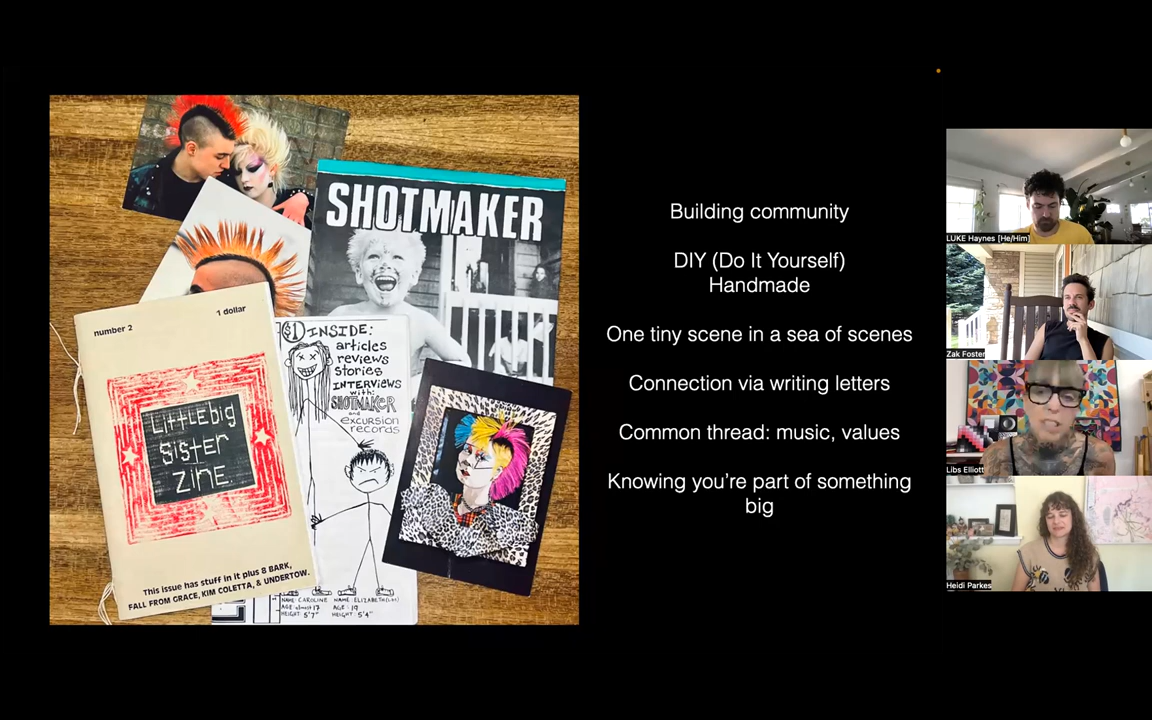 SHOTMAKER
number 2
1 dollar
LittLebig
Sister
ZiNE
This issue has stuff in it plus 8 BARK,
FALL FROM GRACE, KIM COLETTA, & UNDERTOW.
$1 INSIDE:
articles
reviews
stories
INTERVIEWS
with:
SHOTMAKER
and
excursion
records
NAME: CAROLINE
AGE: almost 17
HEIGHT: 5'7"
AGE: 19
HEIGHT: 5'4"
Building community
DIY (Do It Yourself)
Handmade
One tiny scene in a sea of scenes
Connection via writing letters
Common thread: music, values
Knowing you're part of something
big
LUKE Haynes [He/Him]
Zak Foster
Libs Elliott
Heidi Parkes